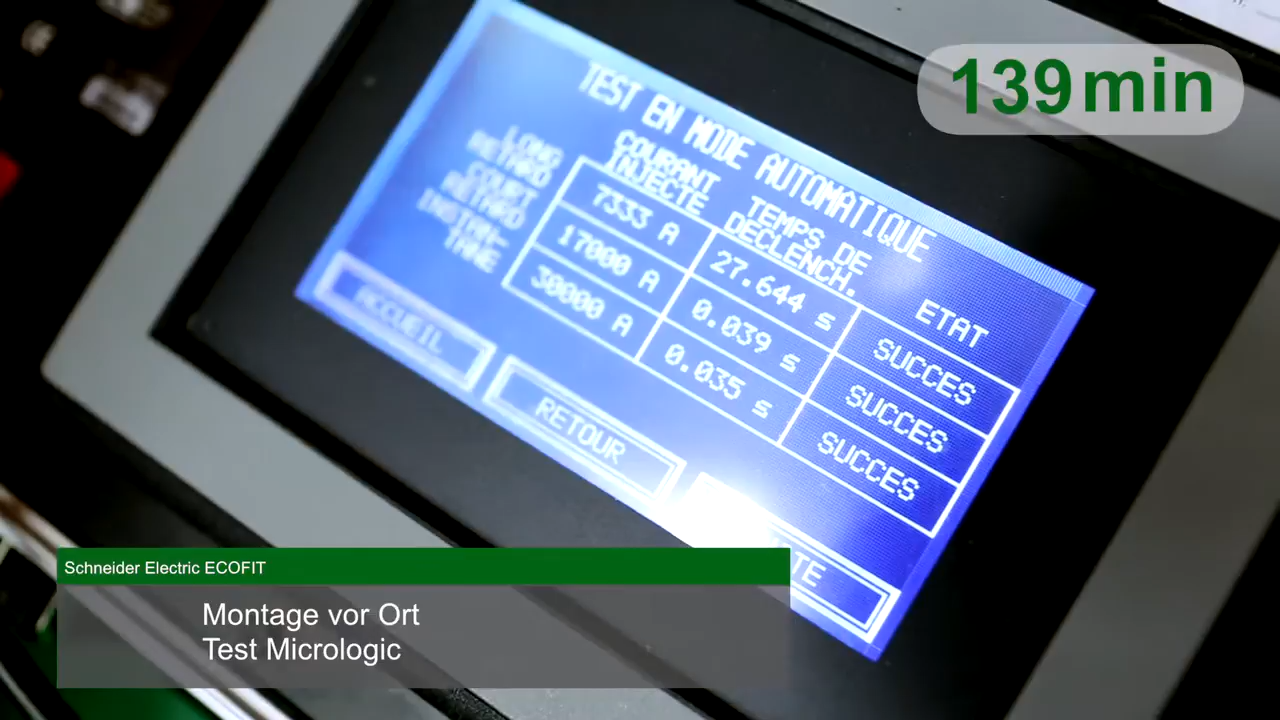 139 min
TEST EN MODE AUTOMATIQUE
COURANT
INJECTE
TEMPS DE
DECLENCH.
ETAT
LONG
RETARD
7333 A
27.644 s
SUCCES
COURT
RETARD
17000 A
0.039 s
SUCCES
INSTAN-
TANE
30000 A
0.035 s
SUCCES
ACCUEIL
RETOUR
Schneider Electric ECOFIT
Montage vor Ort
Test Micrologic